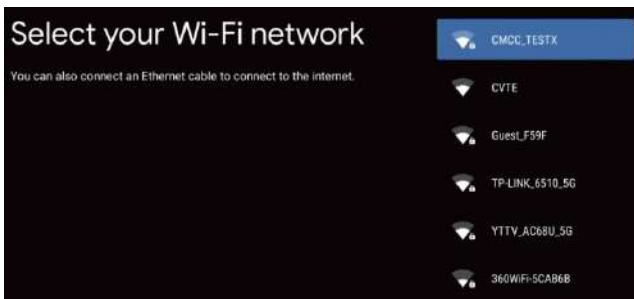 Select your Wi-Fi network
You can also connect an Ethernet cable to connect to the internet.
CMCC_TESTX
CVTE
Guest_F59F
TP-LINK_6510_5G
YTTV_AC68U_5G
360WiFi-5CAB6B